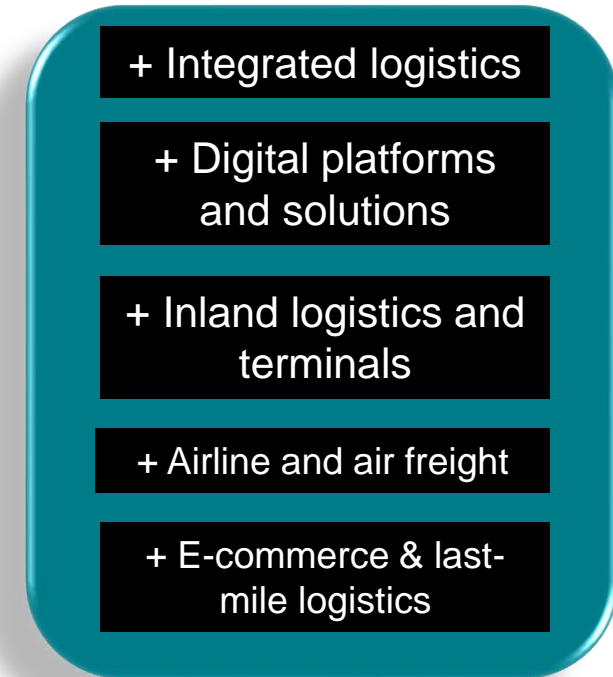 + Integrated logistics
+ Digital platforms
and solutions
+ Inland logistics and
terminals
+ Airline and air freight
+ E-commerce & last-
mile logistics